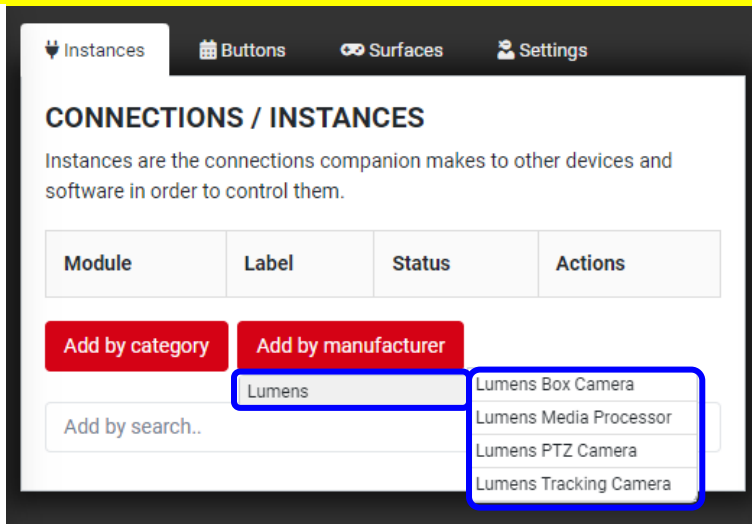 Instances Buttons Surfaces Settings
CONNECTIONS / INSTANCES
Instances are the connections companion makes to other devices and
software in order to control them.
Module Label Status Actions
Add by category Add by manufacturer
Lumens
Lumens Box Camera
Lumens Media Processor
Lumens PTZ Camera
Lumens Tracking Camera
Add by search..